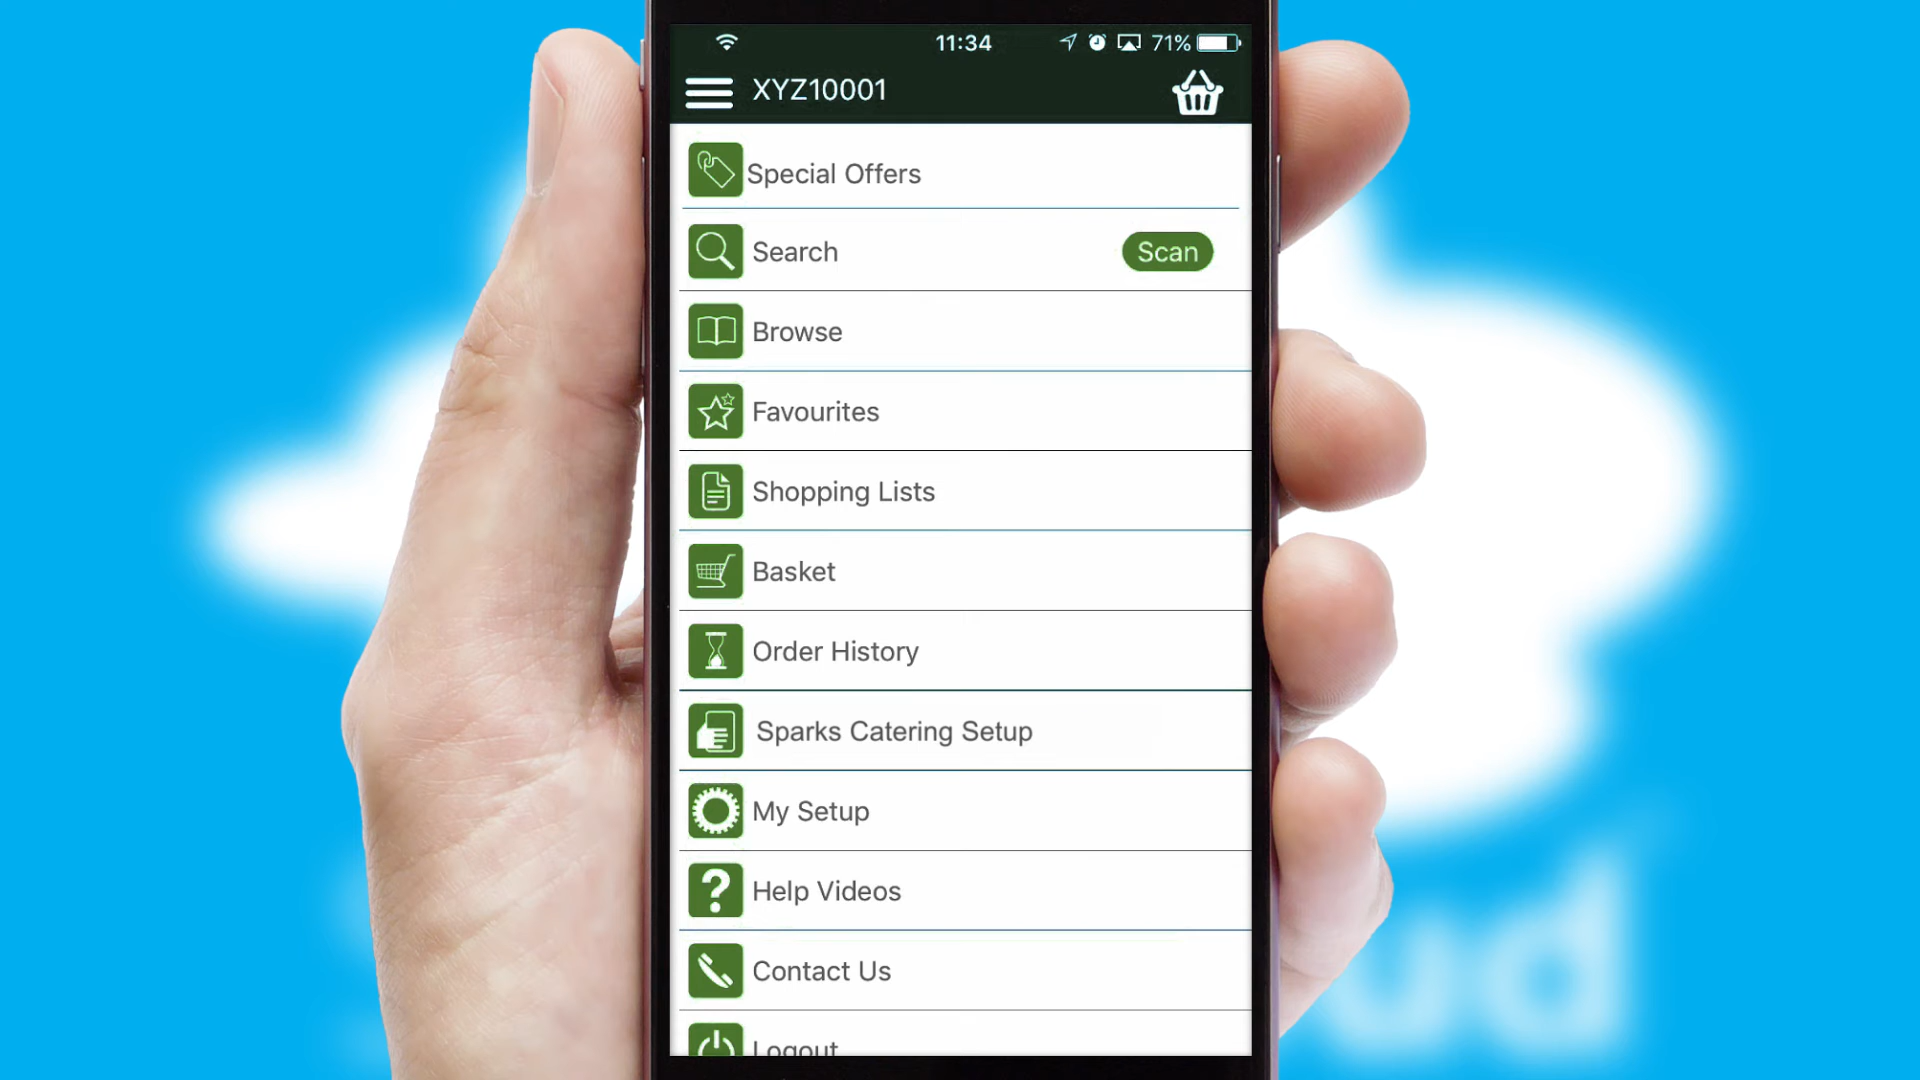 11:34 71%
XYZ10001
Special Offers
Search Scan
Browse
Favourites
Shopping Lists
Basket
Order History
Sparks Catering Setup
My Setup
Help Videos
Contact Us
Logout